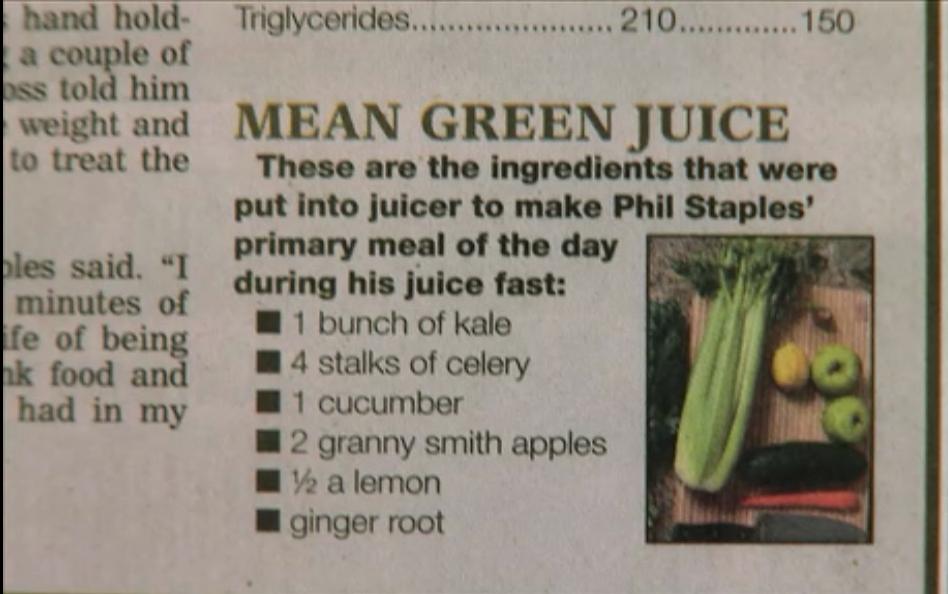 hand hold-
a couple of
oss told him
weight and
to treat the
les said. “I
minutes of
ife of being
nk food and
had in my
Triglycerides...................... 210............. 150
MEAN GREEN JUICE
These are the ingredients that were
put into juicer to make Phil Staples’
primary meal of the day
during his juice fast:
■ 1 bunch of kale
■ 4 stalks of celery
■ 1 cucumber
■ 2 granny smith apples
■ ½ a lemon
■ ginger root